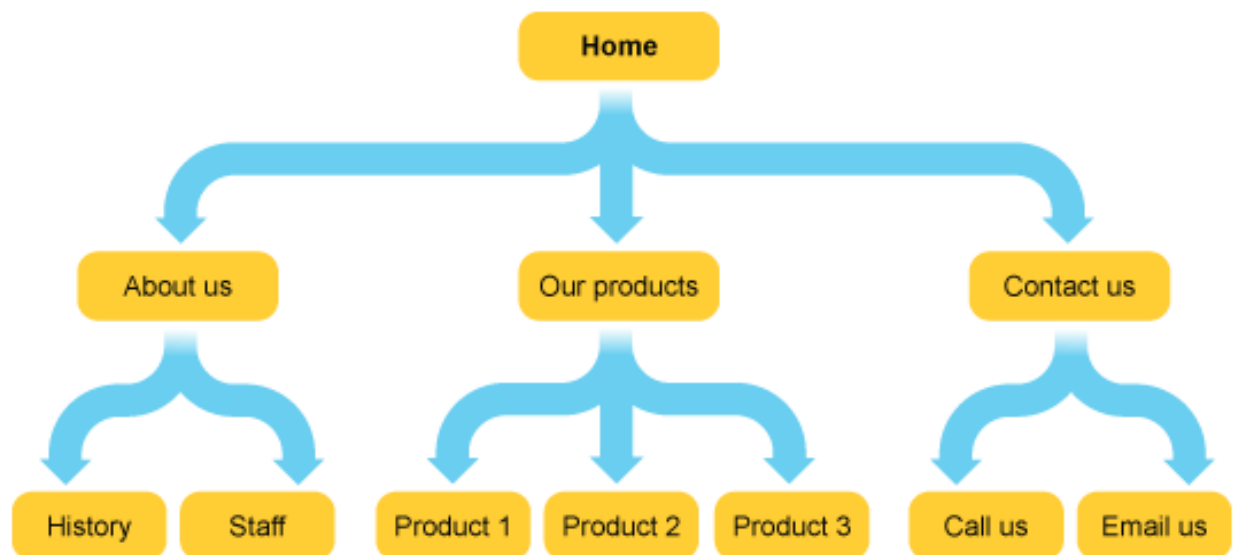 Home
About us
Our products
Contact us
History
Staff
Product 1
Product 2
Product 3
Call us
Email us